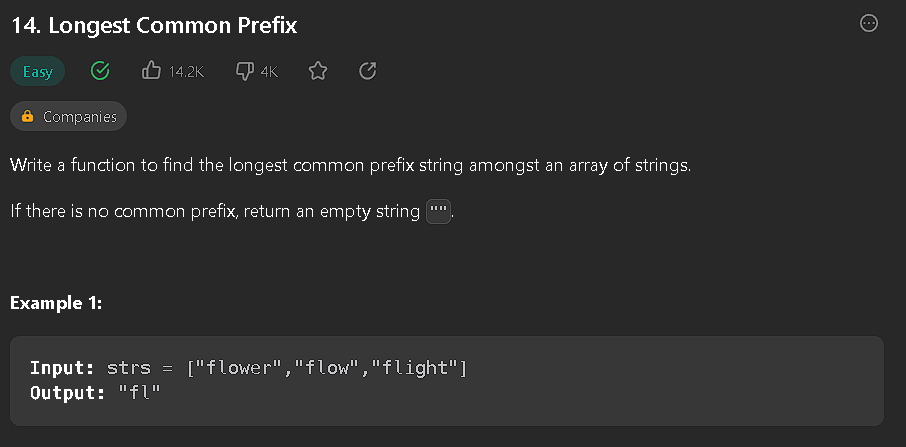 14. Longest Common Prefix
Easy 14.2K 4K
Companies
Write a function to find the longest common prefix string amongst an array of strings.
If there is no common prefix, return an empty string "".
Example 1:
Input: strs = ["flower","flow","flight"]
Output: "fl"